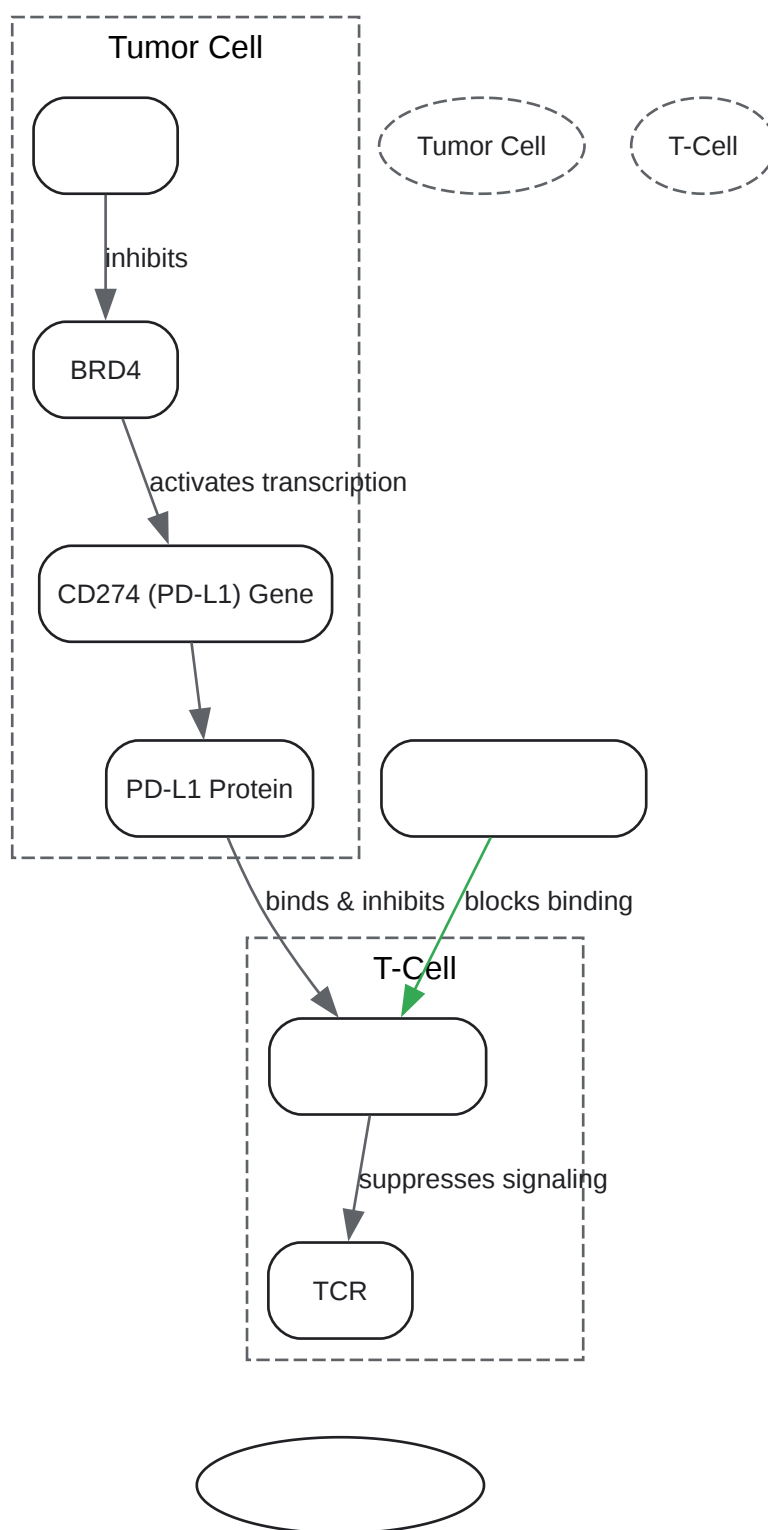 Tumor Cell
Tumor Cell
T-Cell
inhibits
BRD4
activates transcription
CD274 (PD-L1) Gene
PD-L1 Protein
binds & inhibits
blocks binding
T-Cell
suppresses signaling
TCR